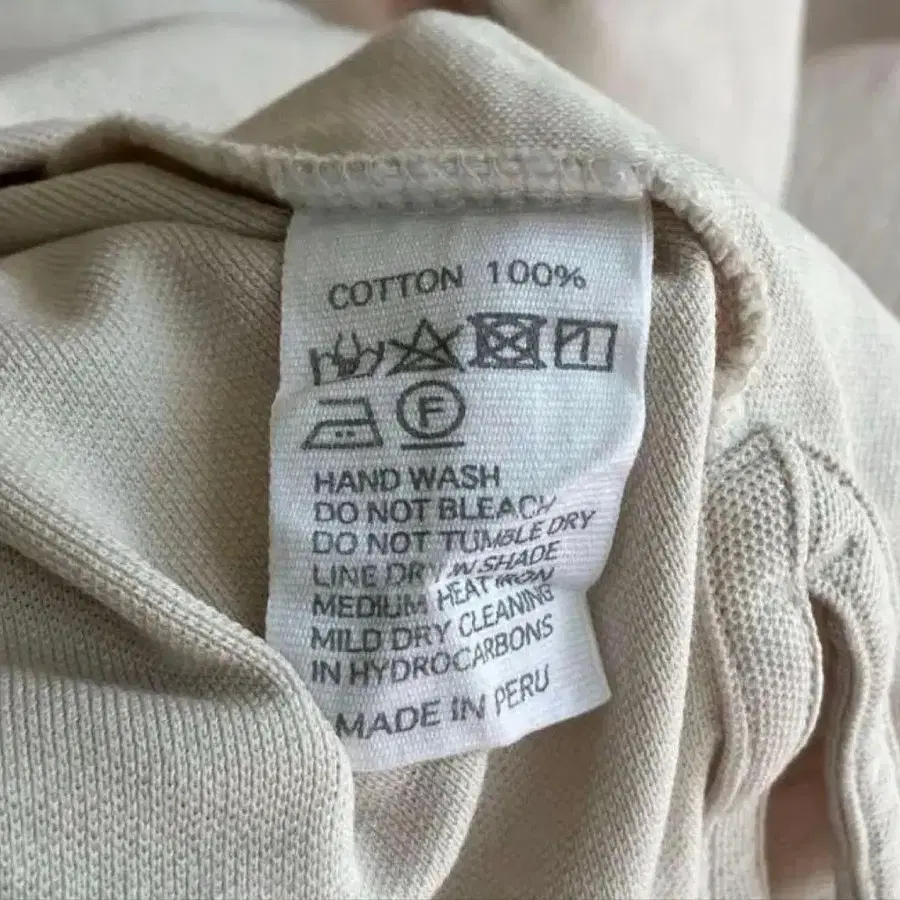 COTTON 100%
F
HAND WASH
DO NOT BLEACH
DO NOT TUMBLE DRY
LINE DRY IN SHADE
MEDIUM HEAT IRON
MILD DRY CLEANING
IN HYDROCARBONS
MADE IN PERU